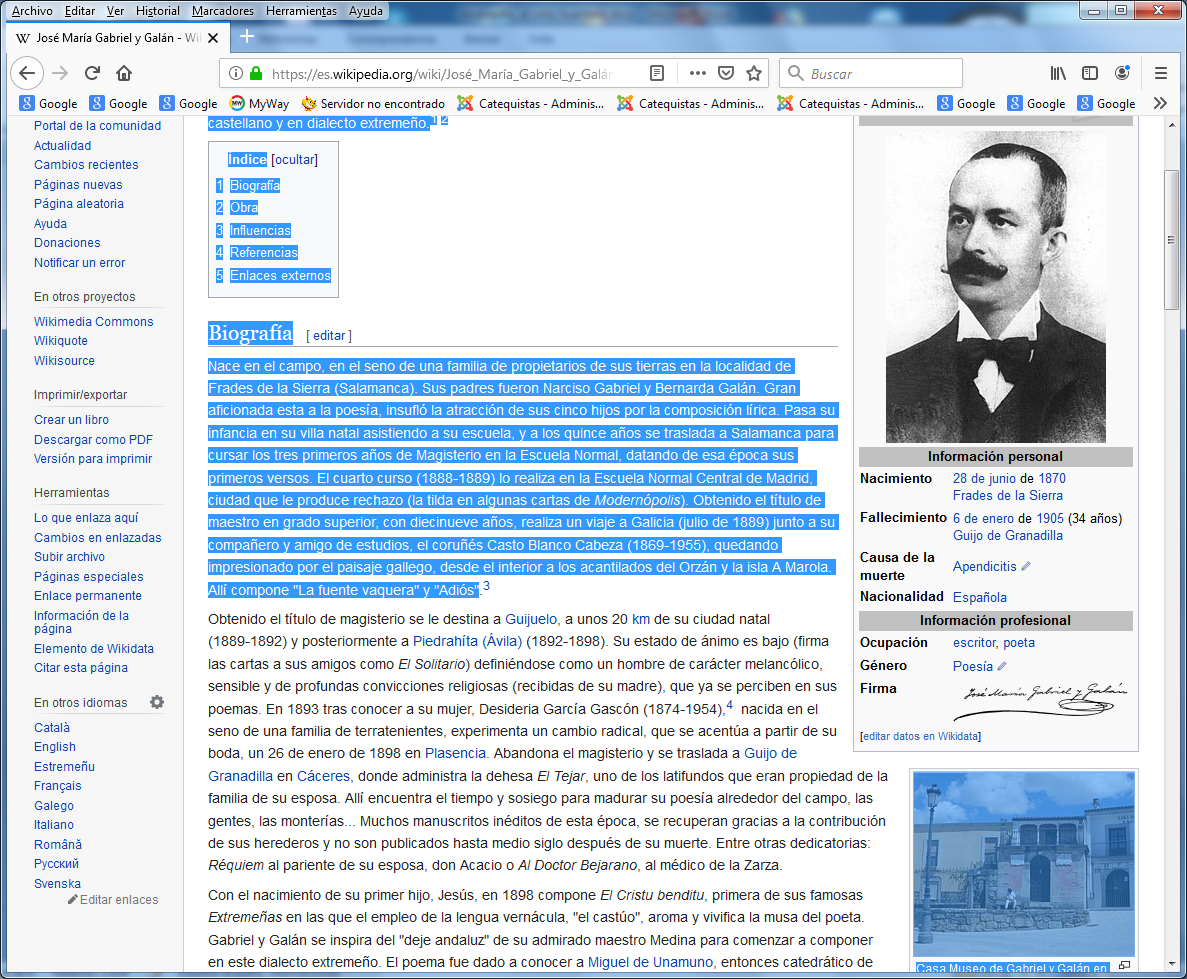 Archivo Editar Ver Historial Marcadores Herramientas Ayuda
José María Gabriel y Galán - Wi
https://es.wikipedia.org/wiki/José_María_Gabriel_y_Galán
Buscar
Google Google Google MyWay Servidor no encontrado Catequistas - Adminis... Catequistas - Adminis... Catequistas - Adminis... Google Google Google
Portal de la comunidad
Actualidad
Cambios recientes
Páginas nuevas
Página aleatoria
Ayuda
Donaciones
Notificar un error
En otros proyectos
Wikimedia Commons
Wikiquote
Wikisource
Imprimir/exportar
Crear un libro
Descargar como PDF
Versión para imprimir
Herramientas
Lo que enlaza aquí
Cambios en enlazadas
Subir archivo
Páginas especiales
Enlace permanente
Información de la
página
Elemento de Wikidata
Citar esta página
En otros idiomas
Català
English
Estremeñu
Français
Galego
Italiano
Română
Русский
Svenska
Editar enlaces
castellano y en dialecto extremeño.1 2
Índice [ocultar]
1 Biografía
2 Obra
3 Influencias
4 Referencias
5 Enlaces externos
Biografía [ editar ]
Nace en el campo, en el seno de una familia de propietarios de sus tierras en la localidad de
Frades de la Sierra (Salamanca). Sus padres fueron Narciso Gabriel y Bernarda Galán. Gran
aficionada esta a la poesía, insufló la atracción de sus cinco hijos por la composición lírica. Pasa su
infancia en su villa natal asistiendo a su escuela, y a los quince años se traslada a Salamanca para
cursar los tres primeros años de Magisterio en la Escuela Normal, datando de esa época sus
primeros versos. El cuarto curso (1888-1889) lo realiza en la Escuela Normal Central de Madrid,
ciudad que le produce rechazo (la tilda en algunas cartas de Modernópolis). Obtenido el título de
maestro en grado superior, con diecinueve años, realiza un viaje a Galicia (julio de 1889) junto a su
compañero y amigo de estudios, el coruñés Casto Blanco Cabeza (1869-1955), quedando
impresionado por el paisaje gallego, desde el interior a los acantilados del Orzán y la isla A Marola.
Allí compone "La fuente vaquera" y "Adiós".3
Obtenido el título de magisterio se le destina a Guijuelo, a unos 20 km de su ciudad natal
(1889-1892) y posteriormente a Piedrahíta (Ávila) (1892-1898). Su estado de ánimo es bajo (firma
las cartas a sus amigos como El Solitario) definiéndose como un hombre de carácter melancólico,
sensible y de profundas convicciones religiosas (recibidas de su madre), que ya se perciben en sus
poemas. En 1893 tras conocer a su mujer, Desideria García Gascón (1874-1954),4 nacida en el
seno de una familia de terratenientes, experimenta un cambio radical, que se acentúa a partir de su
boda, un 26 de enero de 1898 en Plasencia. Abandona el magisterio y se traslada a Guijo de
Granadilla en Cáceres, donde administra la dehesa El Tejar, uno de los latifundos que eran propiedad de la
familia de su esposa. Allí encuentra el tiempo y sosiego para madurar su poesía alrededor del campo, las
gentes, las monterías... Muchos manuscritos inéditos de esta época, se recuperan gracias a la contribución
de sus herederos y no son publicados hasta medio siglo después de su muerte. Entre otras dedicatorias:
Réquiem al pariente de su esposa, don Acacio o Al Doctor Bejarano, al médico de la Zarza.
Con el nacimiento de su primer hijo, Jesús, en 1898 compone El Cristu benditu, primera de sus famosas
Extremeñas en las que el empleo de la lengua vernácula, "el castúo", aroma y vivifica la musa del poeta.
Gabriel y Galán se inspira del "deje andaluz" de su admirado maestro Medina para comenzar a componer
en este dialecto extremeño. El poema fue dado a conocer a Miguel de Unamuno, entonces catedrático de
Información personal
Nacimiento 28 de junio de 1870
Frades de la Sierra
Fallecimiento 6 de enero de 1905 (34 años)
Guijo de Granadilla
Causa de la
muerte Apendicitis
Nacionalidad Española
Información profesional
Ocupación escritor, poeta
Género Poesía
Firma José María Gabriel y Galán
[editar datos en Wikidata]
Casa Museo de Gabriel y Galán en